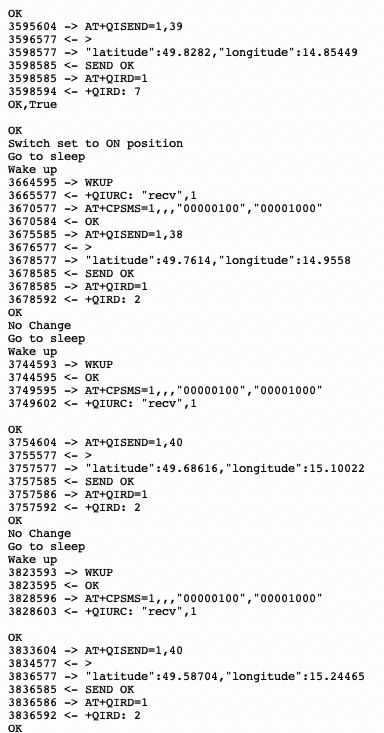 OK
3595604 -> AT+QISEND=1,39
3596577 <- >
3598577 -> "latitude":49.8282,"longitude":14.85449
3598585 <- SEND OK
3598585 -> AT+QIRD=1
3598594 <- +QIRD: 7
OK,True
OK
Switch set to ON position
Go to sleep
Wake up
3664595 -> WKUP
3665577 <- +QIURC: "recv",1
3670577 -> AT+CPSMS=1,,,"00000100","00001000"
3670584 <- OK
3675585 -> AT+QISEND=1,38
3676577 <- >
3678577 -> "latitude":49.7614,"longitude":14.9558
3678585 <- SEND OK
3678585 -> AT+QIRD=1
3678592 <- +QIRD: 2
OK
No Change
Go to sleep
Wake up
3744593 -> WKUP
3744595 <- OK
3749595 -> AT+CPSMS=1,,,"00000100","00001000"
3749602 <- +QIURC: "recv",1
OK
3754604 -> AT+QISEND=1,40
3755577 <- >
3757577 -> "latitude":49.68616,"longitude":15.10022
3757585 <- SEND OK
3757586 -> AT+QIRD=1
3757592 <- +QIRD: 2
OK
No Change
Go to sleep
Wake up
3823593 -> WKUP
3823595 <- OK
3828596 -> AT+CPSMS=1,,,"00000100","00001000"
3828603 <- +QIURC: "recv",1
OK
3833604 -> AT+QISEND=1,40
3834577 <- >
3836577 -> "latitude":49.58704,"longitude":15.24465
3836585 <- SEND OK
3836586 -> AT+QIRD=1
3836592 <- +QIRD: 2
OK